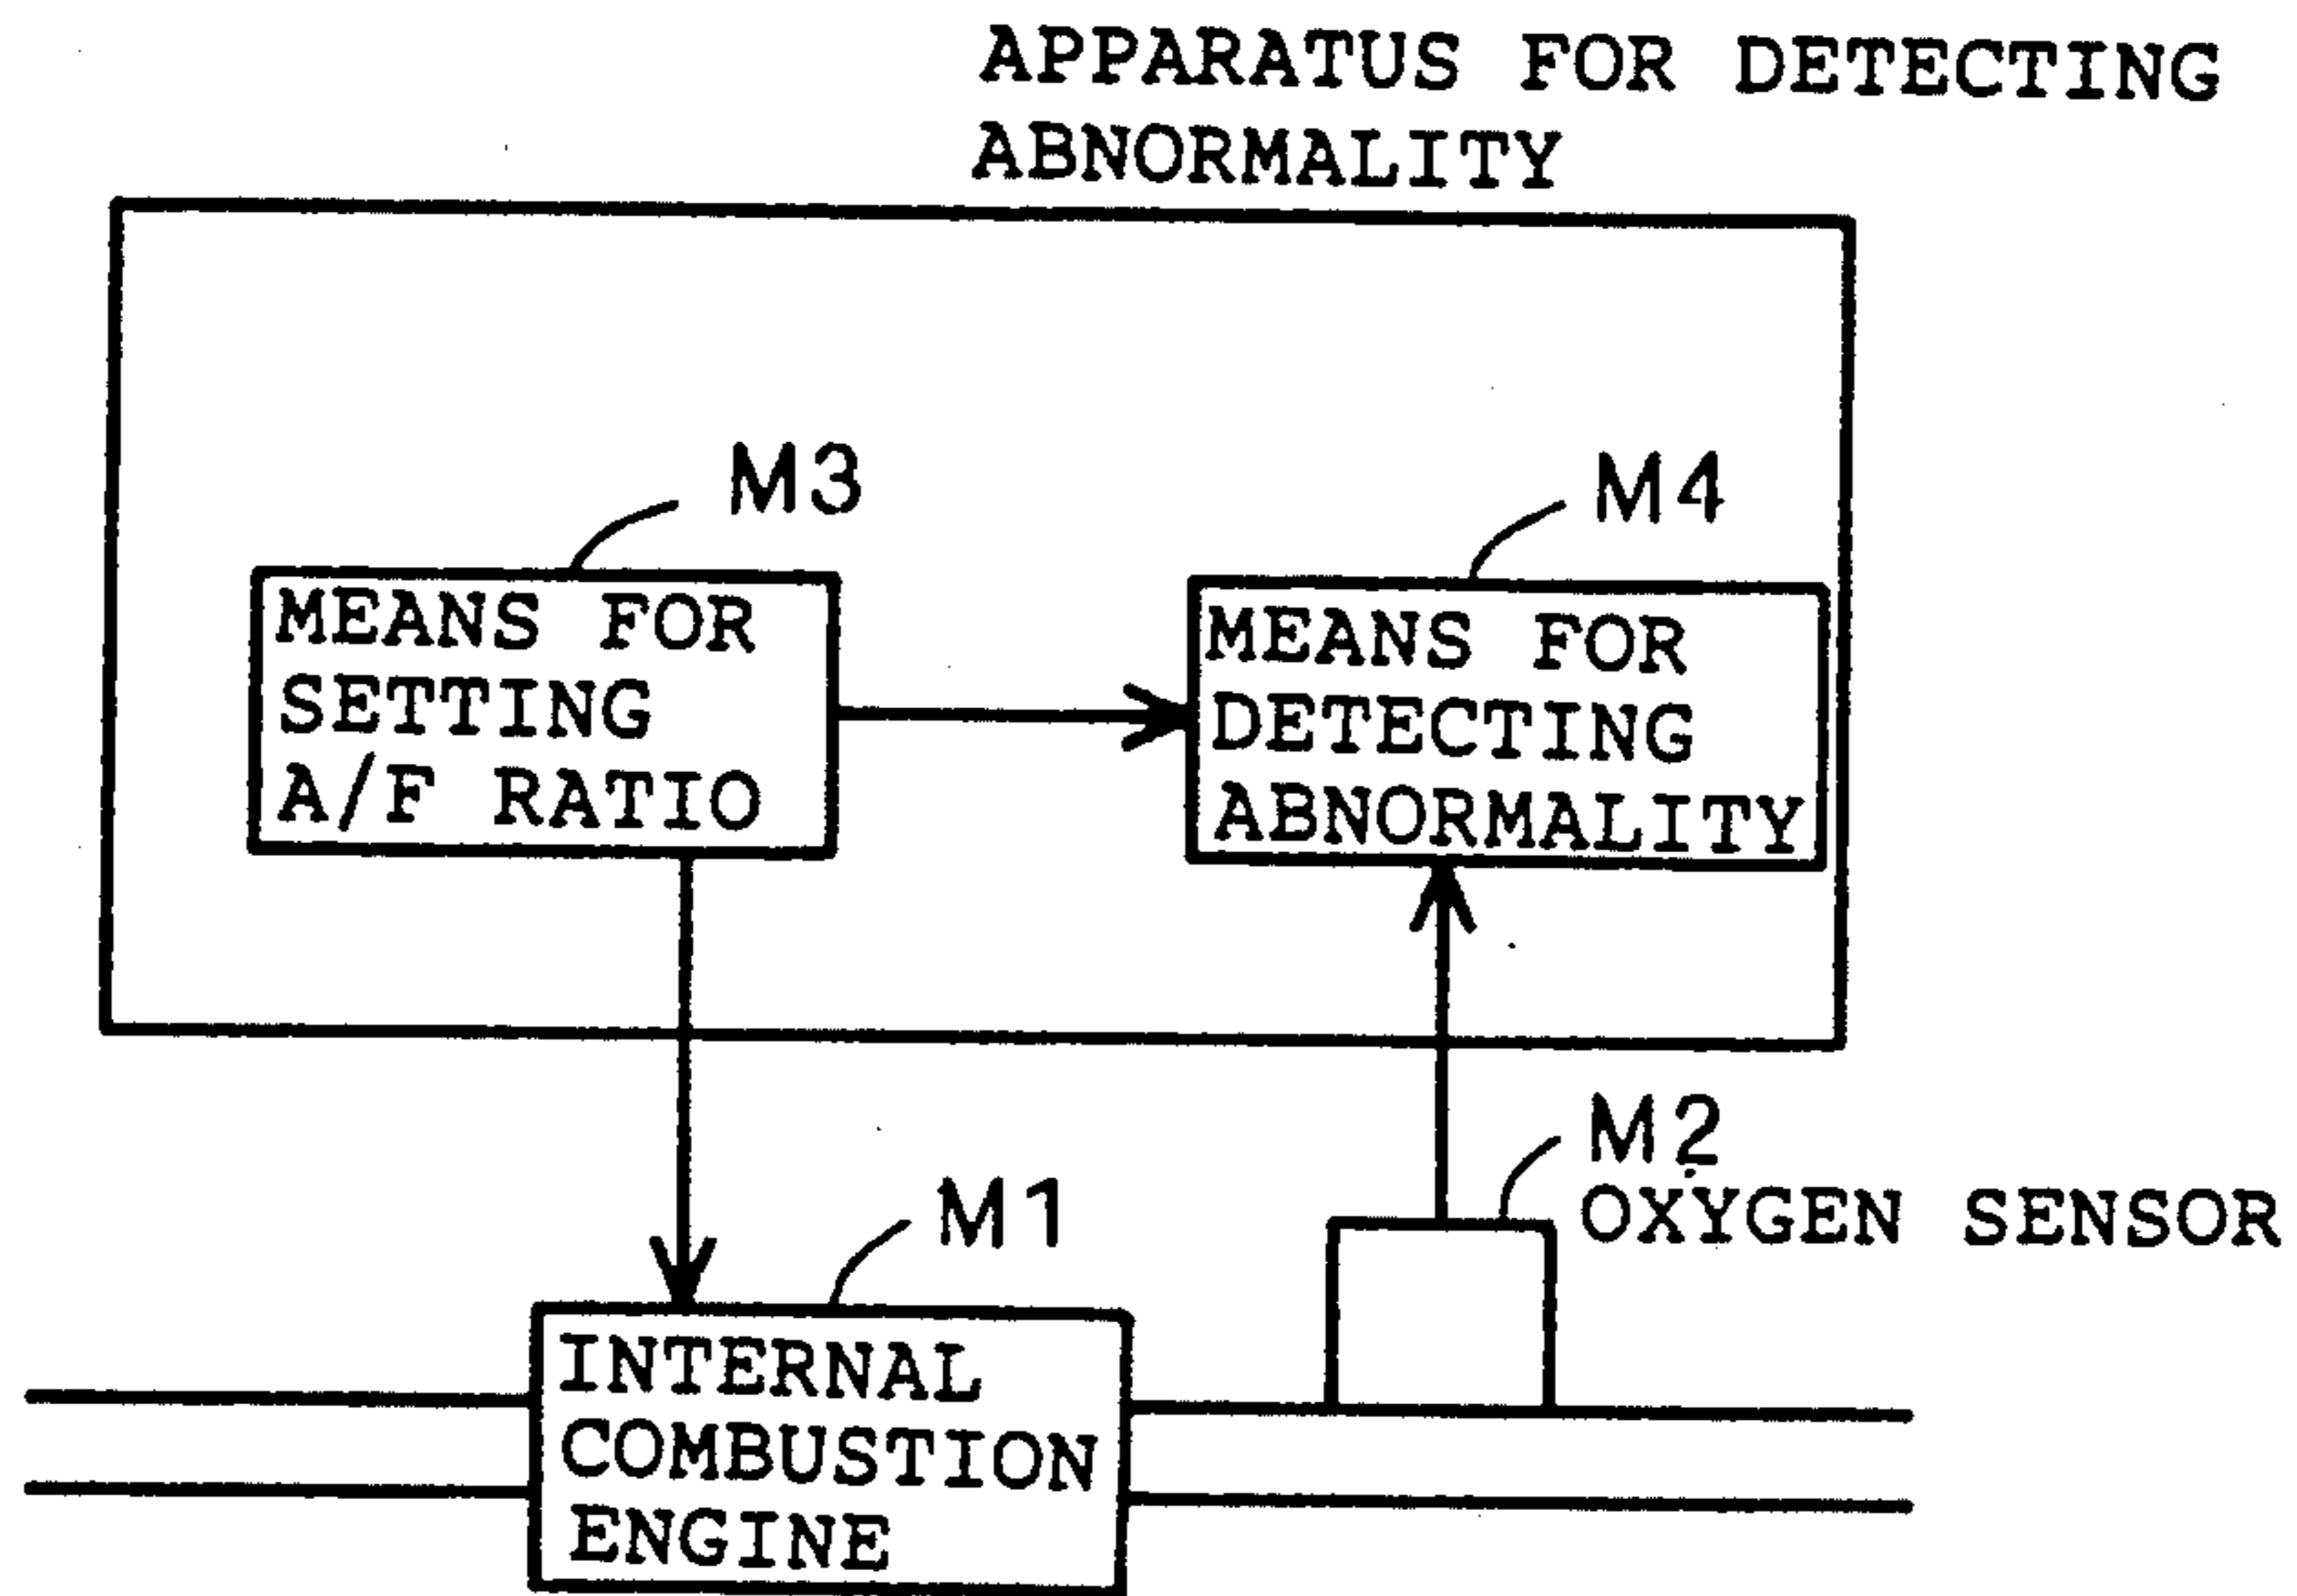 APPARATUS FOR DETECTING
ABNORMALITY
M3
M4
MEANS FOR
SETTING
A/F RATIO
MEANS FOR
DETECTING
ABNORMALITY
M2
OXYGEN SENSOR
M1
INTERNAL
COMBUSTION
ENGINE